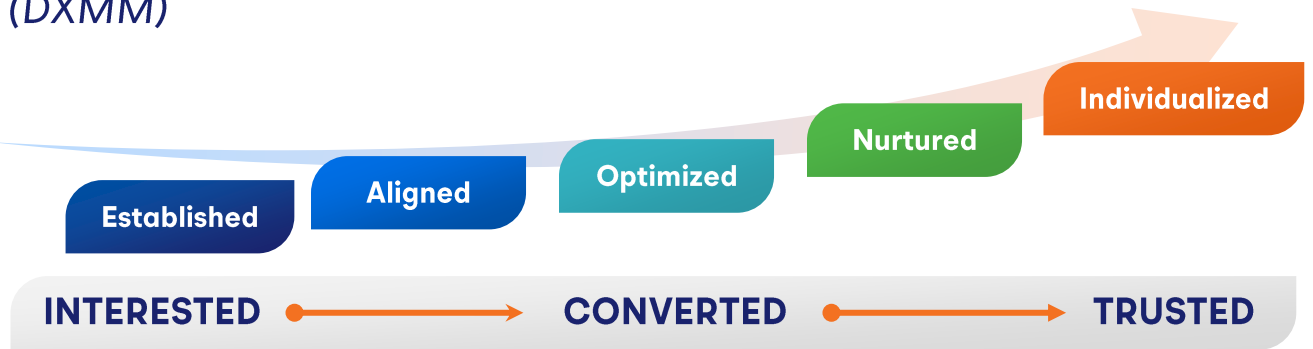 (DXMM)
Established
Aligned
Optimized
Nurtured
Individualized
INTERESTED CONVERTED TRUSTED